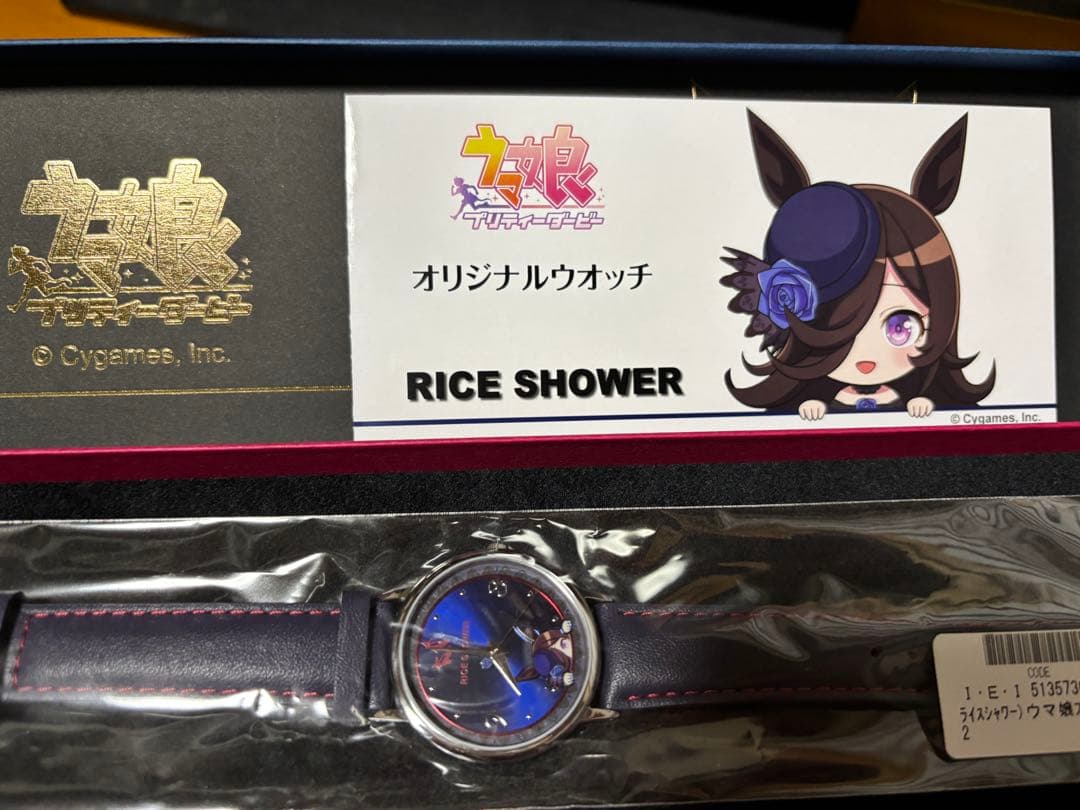 ウマ娘
プリティーダービー
© Cygames, Inc.
ウマ娘
プリティーダービー
オリジナルウオッチ
RICE SHOWER
© Cygames, Inc.
RICE SHOWER
CODE
I・E・I 513573
ライスシャワー)ウマ娘
2